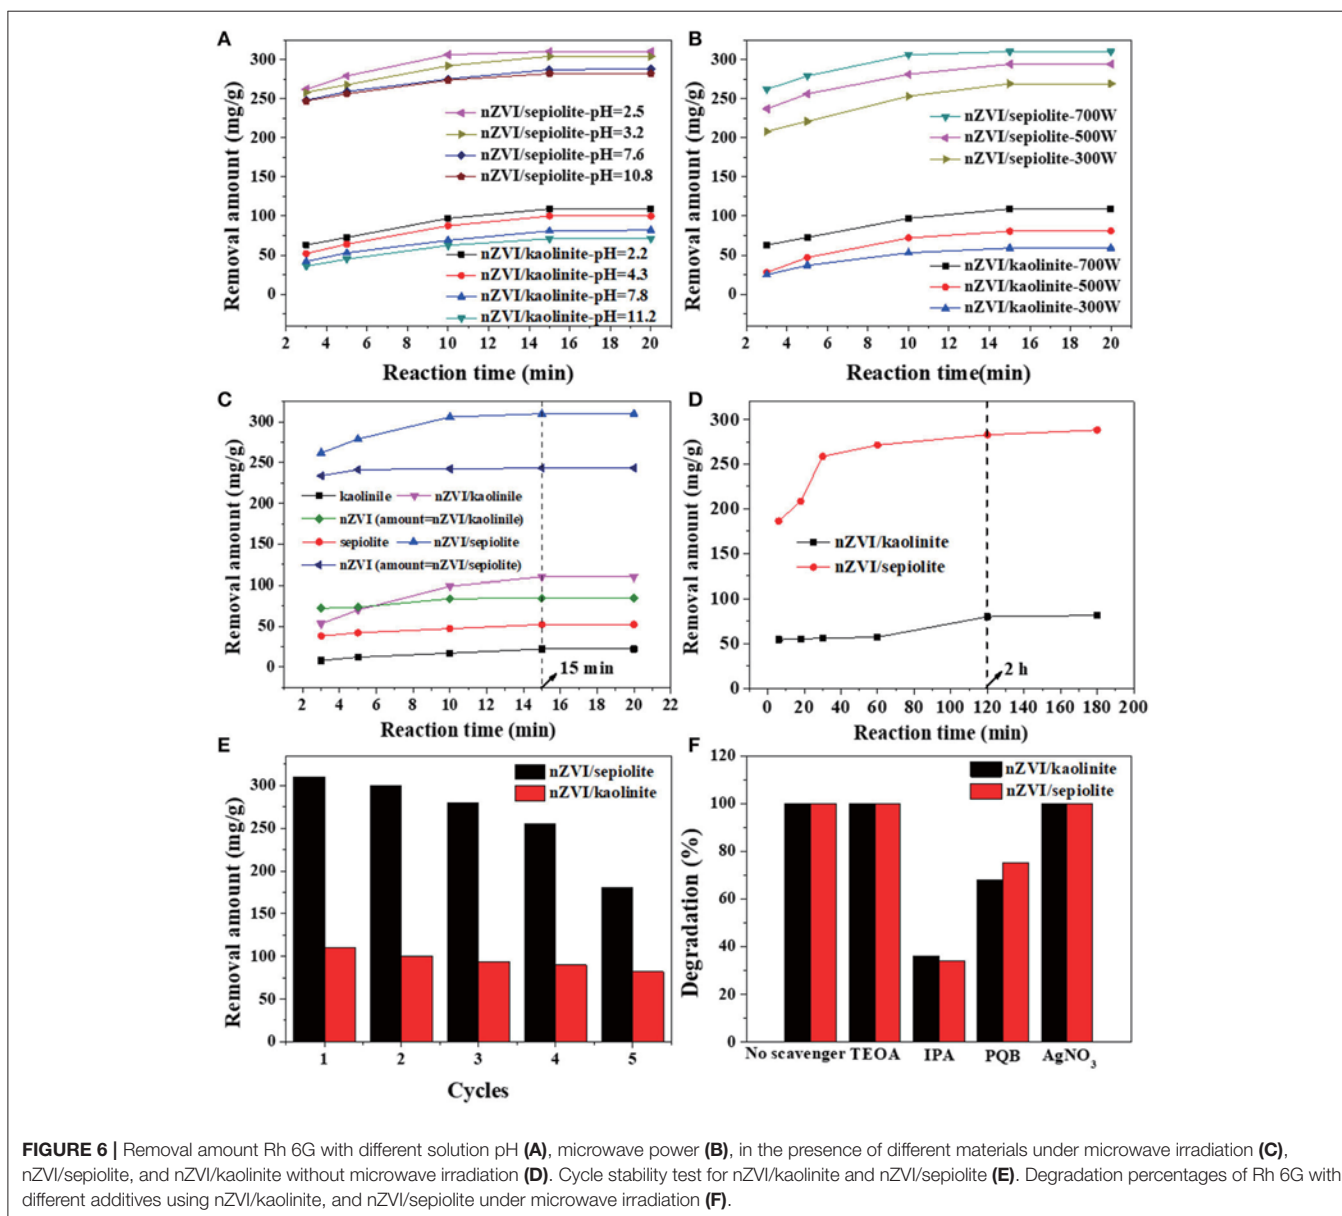 A
300
250
200
150
100
50
0
Removal amount (mg/g)
nZVI/sepiolite-pH=2.5
nZVI/sepiolite-pH=3.2
nZVI/sepiolite-pH=7.6
nZVI/sepiolite-pH=10.8
nZVI/kaolinite-pH=2.2
nZVI/kaolinite-pH=4.3
nZVI/kaolinite-pH=7.8
nZVI/kaolinite-pH=11.2
2 4 6 8 10 12 14 16 18 20
Reaction time (min)
B
300
250
200
150
100
50
0
Removal amount (mg/g)
nZVI/sepiolite-700W
nZVI/sepiolite-500W
nZVI/sepiolite-300W
nZVI/kaolinite-700W
nZVI/kaolinite-500W
nZVI/kaolinite-300W
2 4 6 8 10 12 14 16 18 20
Reaction time(min)
C
300
250
200
150
100
50
0
Removal amount (mg/g)
kaolinile nZVI/kaolinile
nZVI (amount=nZVI/kaolinile)
sepiolite nZVI/sepiolite
nZVI (amount=nZVI/sepiolite)
15 min
2 4 6 8 10 12 14 16 18 20 22
Reaction time (min)
D
300
250
200
150
100
50
0
Removal amount (mg/g)
nZVI/kaolinite
nZVI/sepiolite
2 h
0 20 40 60 80 100 120 140 160 180 200
Reaction time (min)
E
300
250
200
150
100
50
0
Removal amount (mg/g)
nZVI/sepiolite
nZVI/kaolinite
1 2 3 4 5
Cycles
F
120
100
80
60
40
20
0
Degradation (%)
nZVI/kaolinite
nZVI/sepiolite
No scavenger TEOA IPA PQB AgNO₃
FIGURE 6 | Removal amount Rh 6G with different solution pH (A), microwave power (B), in the presence of different materials under microwave irradiation (C),
nZVI/sepiolite, and nZVI/kaolinite without microwave irradiation (D). Cycle stability test for nZVI/kaolinite and nZVI/sepiolite (E). Degradation percentages of Rh 6G with
different additives using nZVI/kaolinite, and nZVI/sepiolite under microwave irradiation (F).